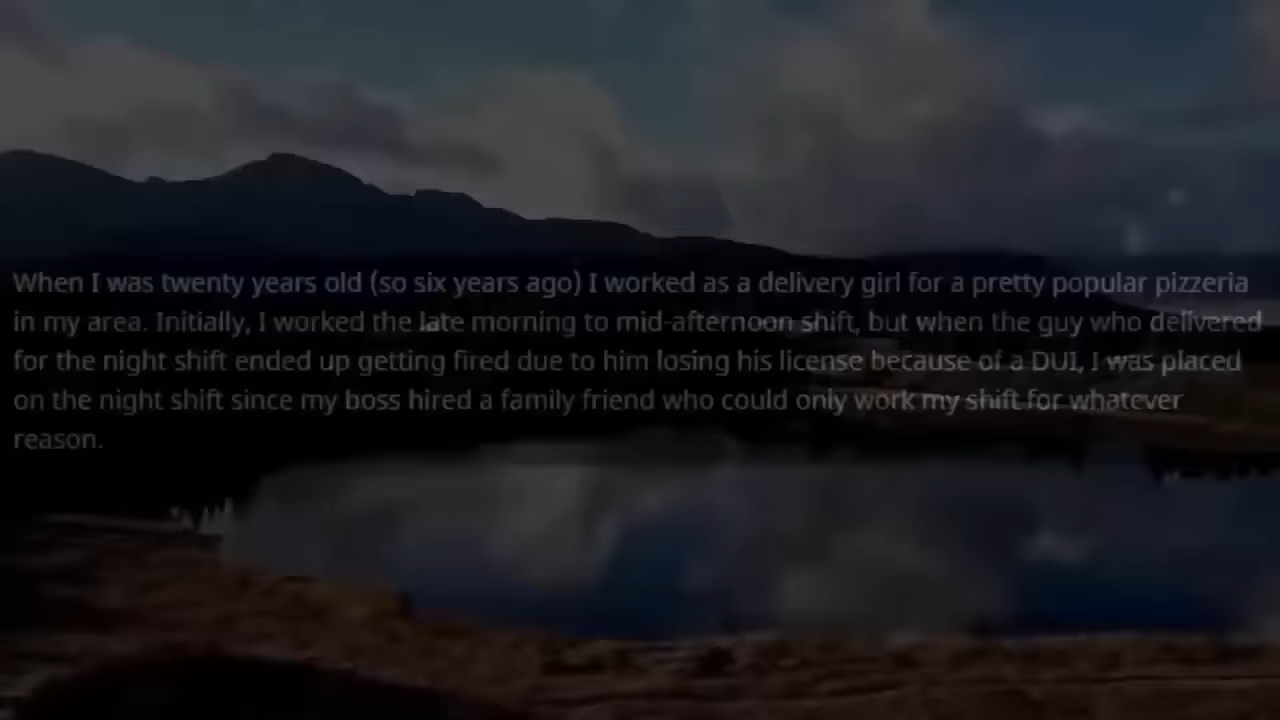 When I was twenty years old (so six years ago) I worked as a delivery girl for a pretty popular pizzeria
in my area. Initially, I worked the late morning to mid-afternoon shift, but when the guy who delivered
for the night shift ended up getting fired due to him losing his license because of a DUI, I was placed
on the night shift since my boss hired a family friend who could only work my shift for whatever
reason.